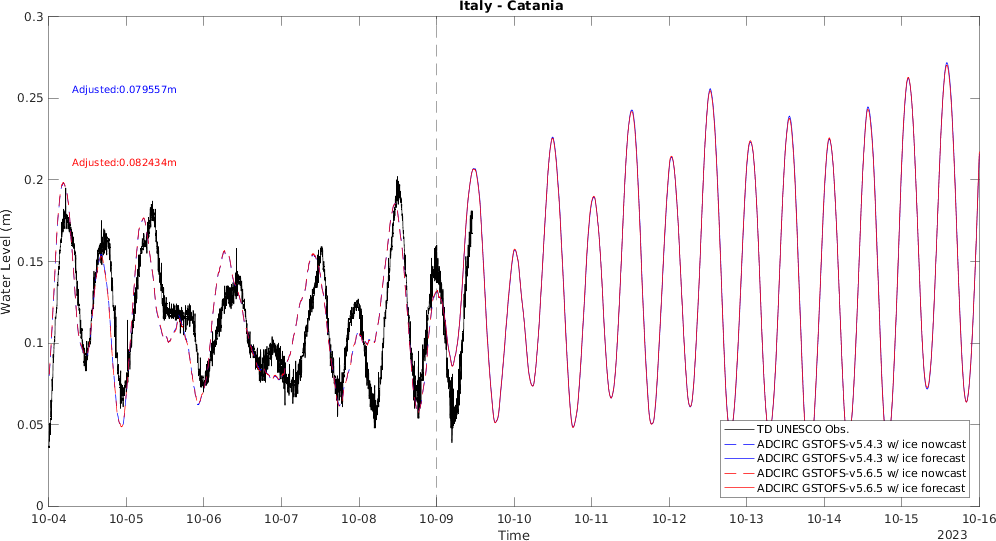 Italy - Catania
0.3
0.25
0.2
0.15
0.1
0.05
0
Water Level (m)
Adjusted:0.079557m
Adjusted:0.082434m
TD UNESCO Obs.
ADCIRC GSTOFS-v5.4.3 w/ ice nowcast
ADCIRC GSTOFS-v5.4.3 w/ ice forecast
ADCIRC GSTOFS-v5.6.5 w/ ice nowcast
ADCIRC GSTOFS-v5.6.5 w/ ice forecast
10-04 10-05 10-06 10-07 10-08 10-09 10-10 10-11 10-12 10-13 10-14 10-15 10-16
Time
2023